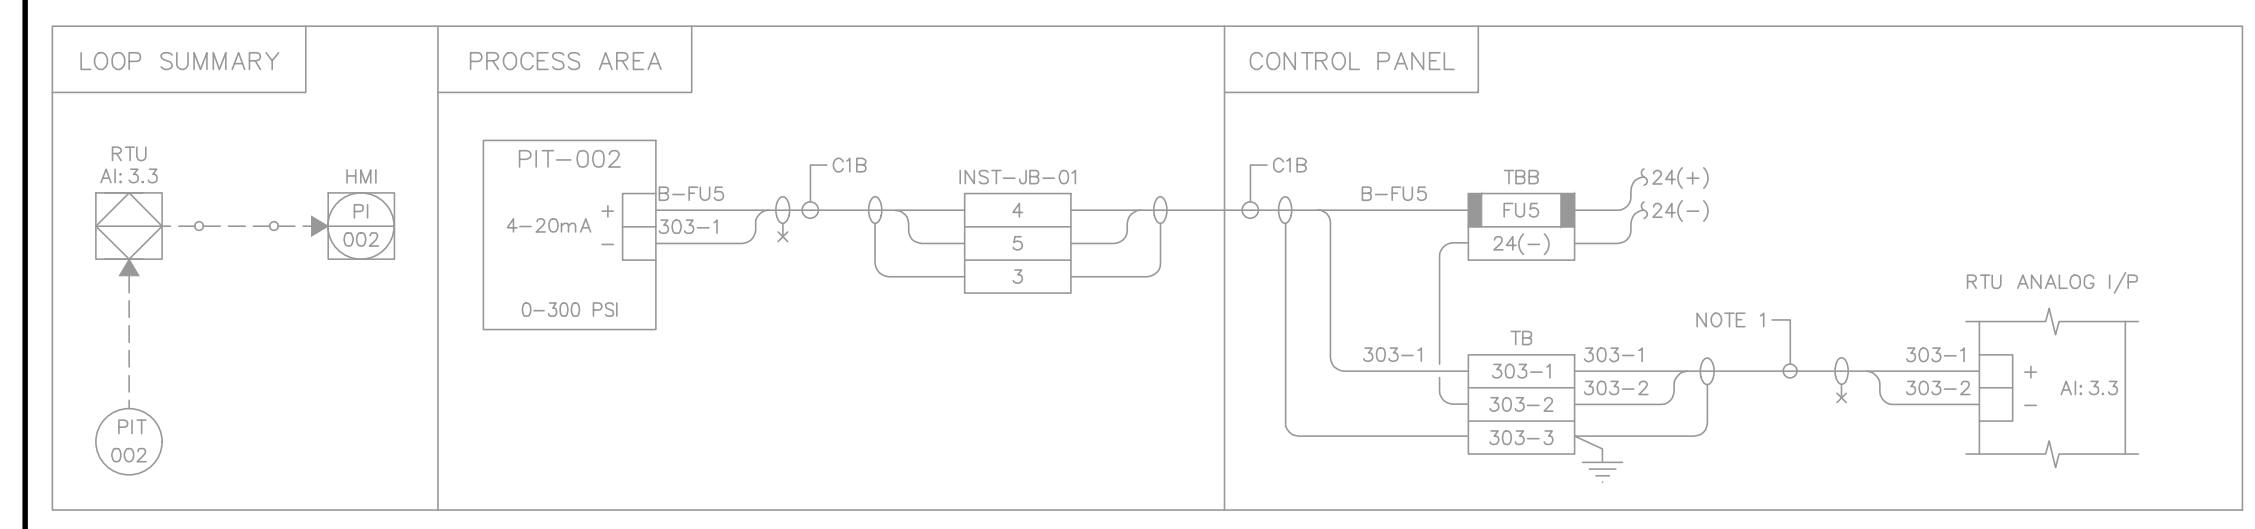 LOOP SUMMARY
PROCESS AREA
CONTROL PANEL
RTU
AI:3.3
HMI
PI
002
PIT
002
PIT-002
4-20mA
+
-
0-300 PSI
B-FU5
303-1
C1B
INST-JB-01
4
5
3
C1B
B-FU5
TBB
FU5
24(-)
24(+)
24(-)
303-1
TB
303-1
303-2
303-3
303-1
303-2
NOTE 1
303-1
303-2
RTU ANALOG I/P
+
-
AI:3.3